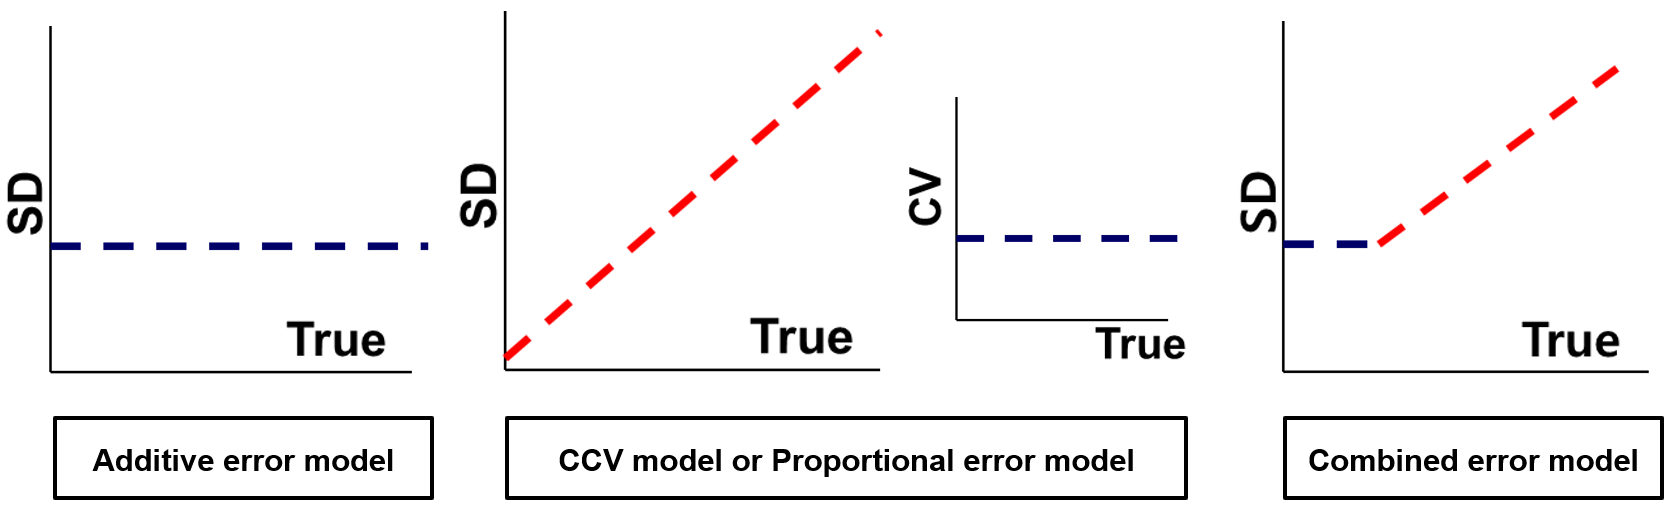 SD
True
Additive error model
SD
True
CV
True
CCV model or Proportional error model
SD
True
Combined error model